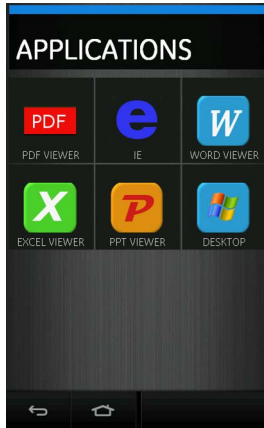 APPLICATIONS
PDF e W
PDF VIEWER IE WORD VIEWER
X P
EXCEL VIEWER PPT VIEWER DESKTOP